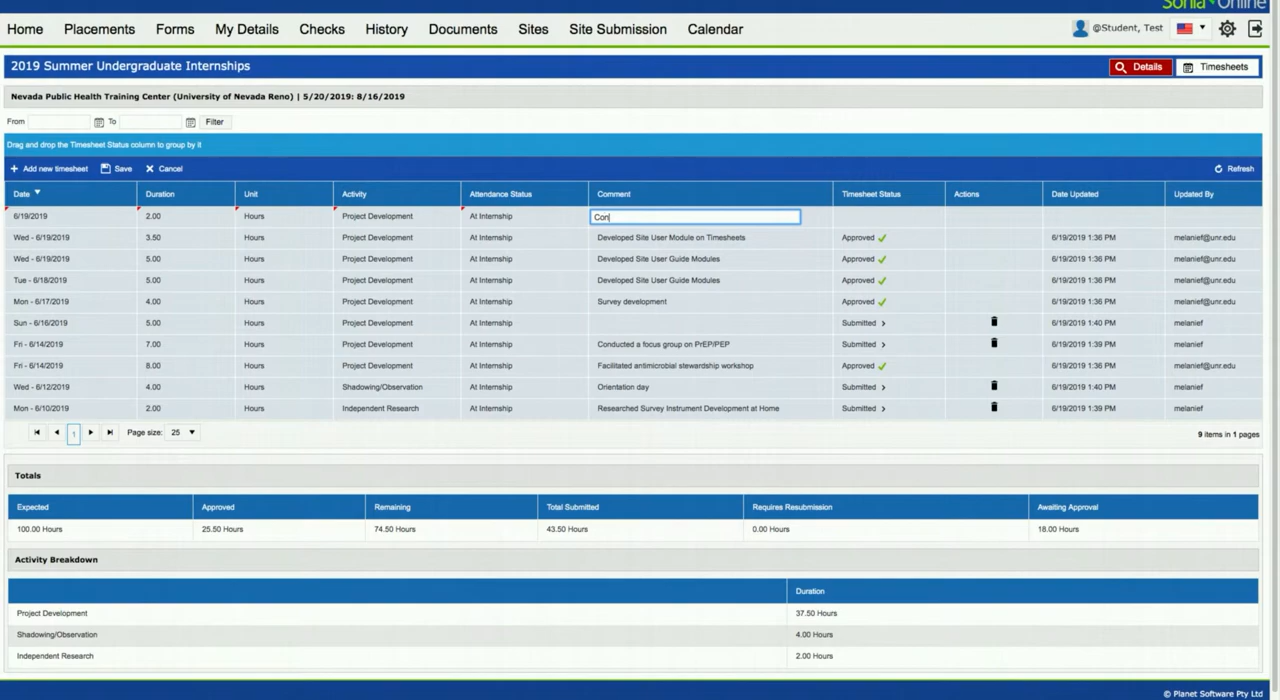 Sonia Online
Home Placements Forms My Details Checks History Documents Sites Site Submission Calendar @Student, Test
2019 Summer Undergraduate Internships Details Timesheets
Nevada Public Health Training Center (University of Nevada Reno) | 5/20/2019: 8/16/2019
From To Filter
Drag and drop the Timesheet Status column to group by it
Add new timesheet Save Cancel Refresh
Date Duration Unit Activity Attendance Status Comment Timesheet Status Actions Date Updated Updated By
6/19/2019 2.00 Hours Project Development At Internship Con
Wed - 6/19/2019 3.50 Hours Project Development At Internship Developed Site User Module on Timesheets Approved 6/19/2019 1:36 PM melanief@unr.edu
Wed - 6/19/2019 5.00 Hours Project Development At Internship Developed Site User Guide Modules Approved 6/19/2019 1:36 PM melanief@unr.edu
Tue - 6/18/2019 5.00 Hours Project Development At Internship Developed Site User Guide Modules Approved 6/19/2019 1:36 PM melanief@unr.edu
Mon - 6/17/2019 4.00 Hours Project Development At Internship Survey development Approved 6/19/2019 1:36 PM melanief@unr.edu
Sun - 6/16/2019 5.00 Hours Project Development At Internship Submitted 6/19/2019 1:40 PM melanief
Fri - 6/14/2019 7.00 Hours Project Development At Internship Conducted a focus group on PrEP/PEP Submitted 6/19/2019 1:39 PM melanief
Fri - 6/14/2019 8.00 Hours Project Development At Internship Facilitated antimicrobial stewardship workshop Approved 6/19/2019 1:36 PM melanief@unr.edu
Wed - 6/12/2019 4.00 Hours Shadowing/Observation At Internship Orientation day Submitted 6/19/2019 1:40 PM melanief
Mon - 6/10/2019 2.00 Hours Independent Research At Internship Researched Survey Instrument Development at Home Submitted 6/19/2019 1:39 PM melanief
1 Page size: 25 9 items in 1 pages
Totals
Expected Approved Remaining Total Submitted Requires Resubmission Awaiting Approval
100.00 Hours 25.50 Hours 74.50 Hours 43.50 Hours 0.00 Hours 18.00 Hours
Activity Breakdown
Duration
Project Development 37.50 Hours
Shadowing/Observation 4.00 Hours
Independent Research 2.00 Hours
© Planet Software Pty Ltd